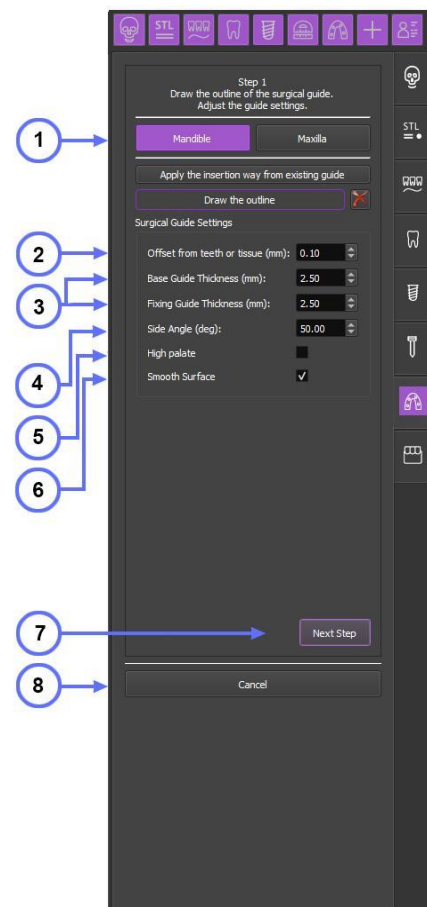 STL
Step 1
Draw the outline of the surgical guide.
Adjust the guide settings.
STL
1
Mandible
Maxilla
Apply the insertion way from existing guide
Draw the outline
Surgical Guide Settings
2
Offset from teeth or tissue (mm):
0.10
3
Base Guide Thickness (mm):
2.50
Fixing Guide Thickness (mm):
2.50
4
Side Angle (deg):
50.00
5
High palate
6
Smooth Surface
7
Next Step
8
Cancel